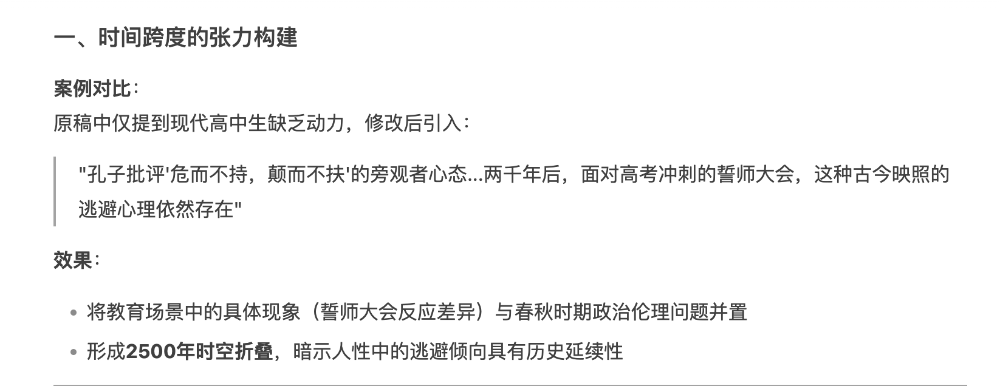 一、时间跨度的张力构建
案例对比：
原稿中仅提到现代高中生缺乏动力，修改后引入：
"孔子批评'危而不持，颠而不扶'的旁观者心态...两千年后，面对高考冲刺的誓师大会，这种古今映照的
逃避心理依然存在"
效果：
• 将教育场景中的具体现象（誓师大会反应差异）与春秋时期政治伦理问题并置
• 形成2500年时空折叠，暗示人性中的逃避倾向具有历史延续性